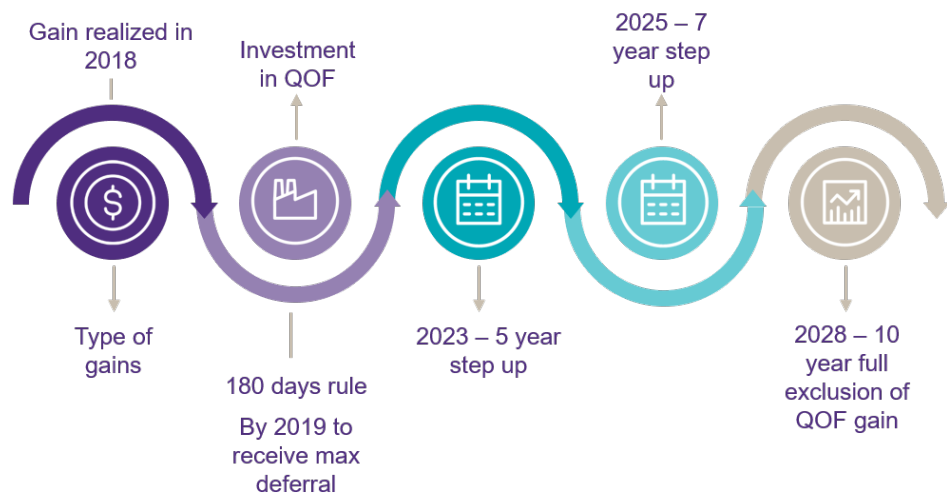 Gain realized in
2018
$
Type of
gains
Investment
in QOF
180 days rule
By 2019 to
receive max
deferral
2023 – 5 year
step up
2025 – 7
year step
up
2028 – 10
year full
exclusion of
QOF gain